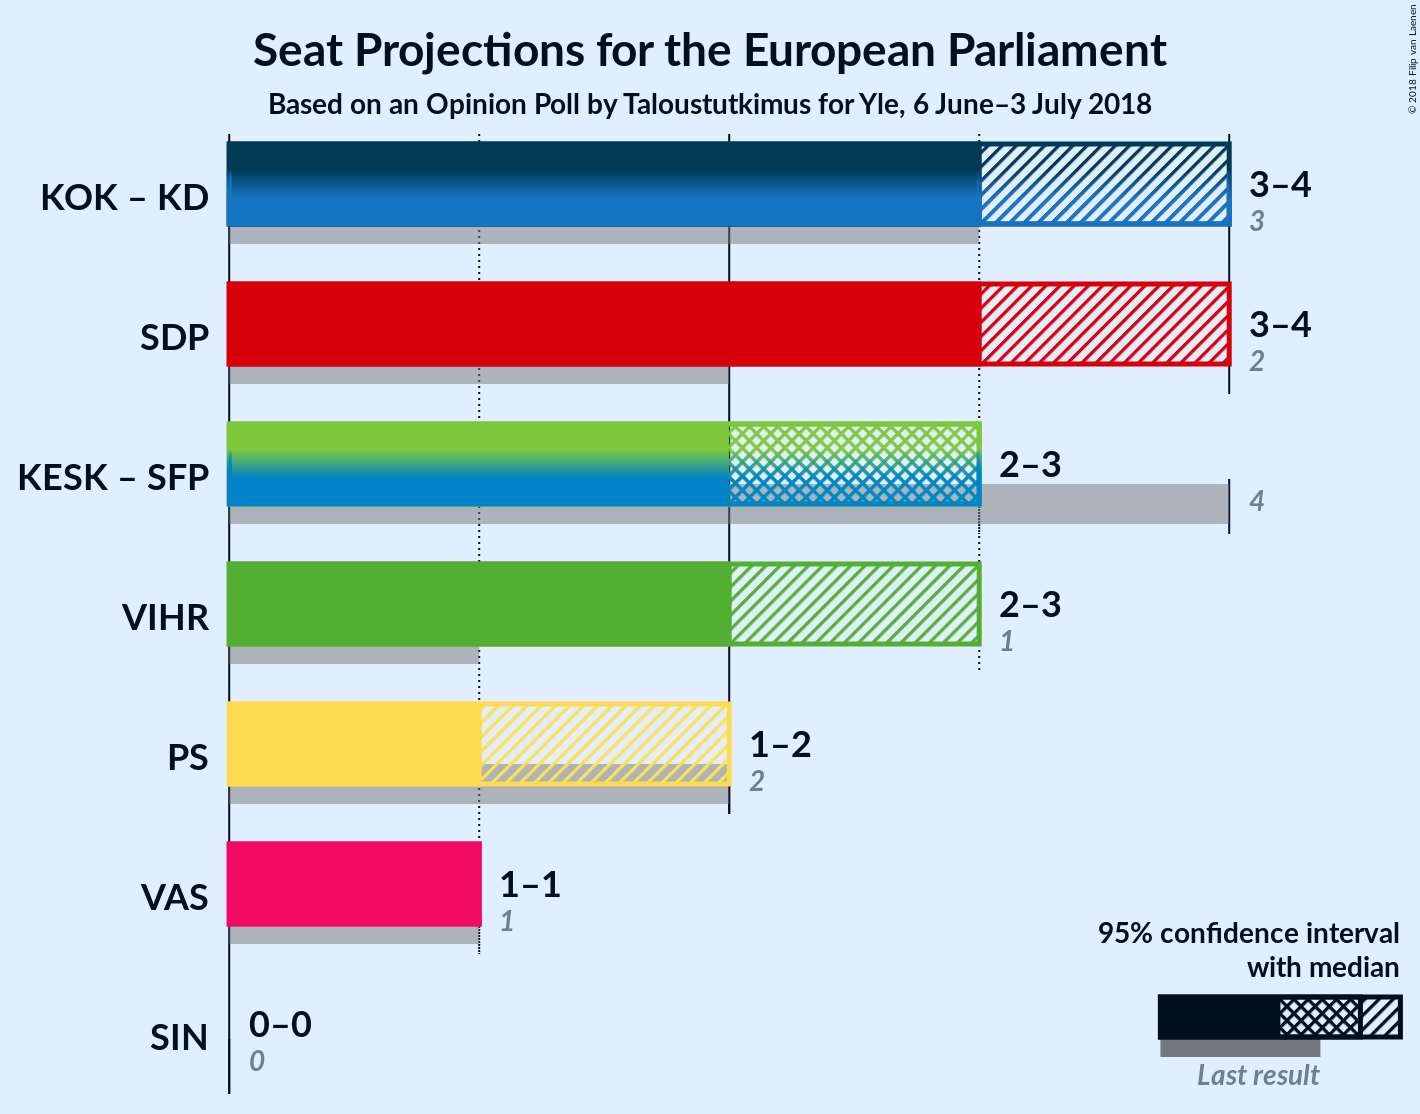 Seat Projections for the European Parliament
Based on an Opinion Poll by Taloustutkimus for Yle, 6 June–3 July 2018
© 2018 Filip van Laenen
KOK – KD
3–4
3
SDP
3–4
2
KESK – SFP
2–3
4
VIHR
2–3
1
PS
1–2
2
VAS
1–1
1
SIN
0–0
0
95% confidence interval
with median
Last result